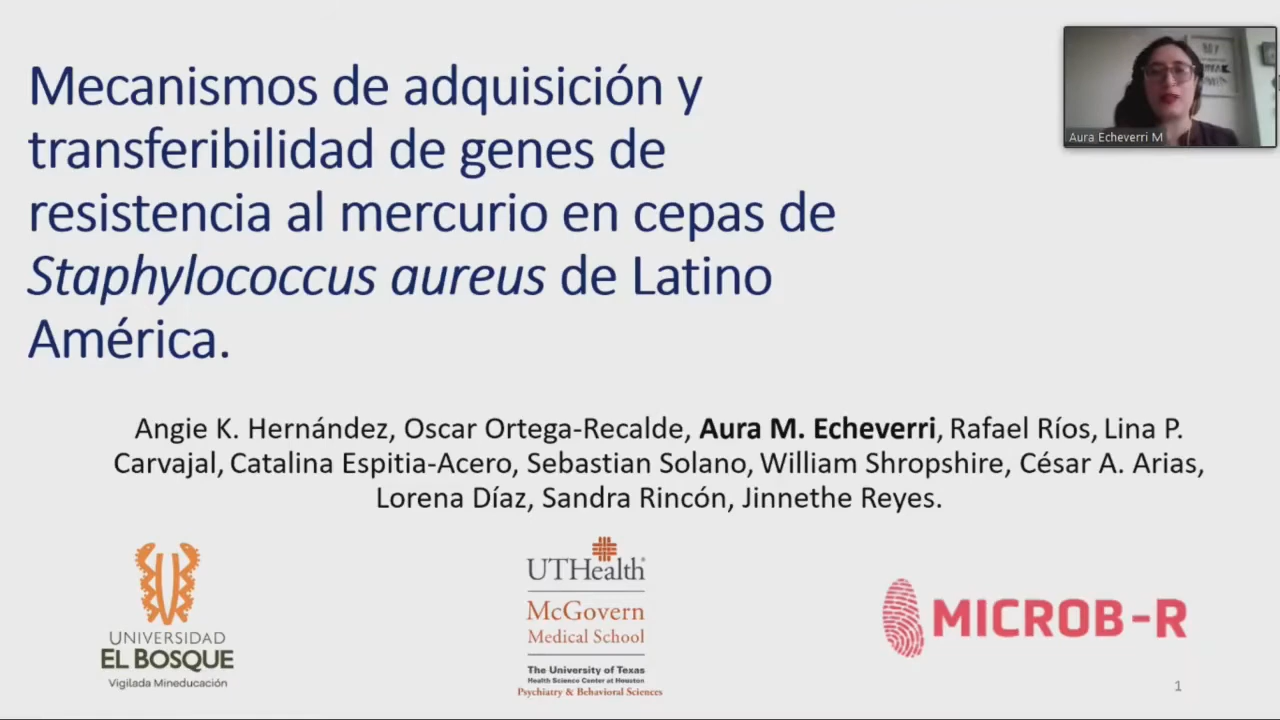 Mecanismos de adquisición y
transferibilidad de genes de
resistencia al mercurio en cepas de
Staphylococcus aureus de Latino
América.
Aura Echeverri M
Angie K. Hernández, Oscar Ortega-Recalde, Aura M. Echeverri, Rafael Ríos, Lina P.
Carvajal, Catalina Espitia-Acero, Sebastian Solano, William Shropshire, César A. Arias,
Lorena Díaz, Sandra Rincón, Jinnethe Reyes.
UNIVERSIDAD
EL BOSQUE
Vigilada Mineducación
UTHealth
McGovern
Medical School
The University of Texas
Health Science Center at Houston
Psychiatry & Behavioral Sciences
MICROB-R
1